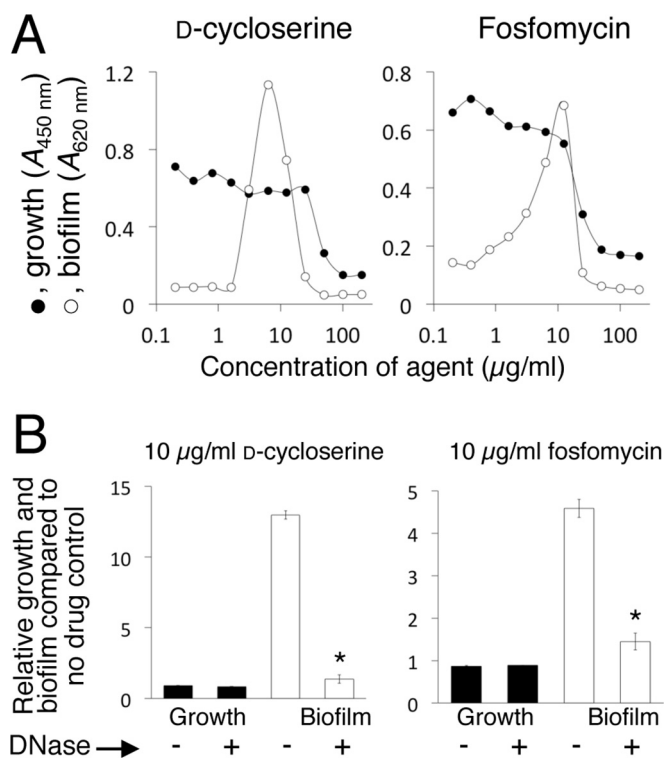 A
D-cycloserine
Fosfomycin
●, growth (A450 nm)
○, biofilm (A620 nm)
1.2
0.8
0.4
0
0.8
0.6
0.4
0.2
0
0.1 1 10 100
0.1 1 10 100
Concentration of agent (µg/ml)
B
10 µg/ml D-cycloserine
10 µg/ml fosfomycin
Relative growth and
biofilm compared to
no drug control
15
13
5
0
*
5
4
3
2
1
0
*
Growth Biofilm
Growth Biofilm
DNase - + - +
- + - +